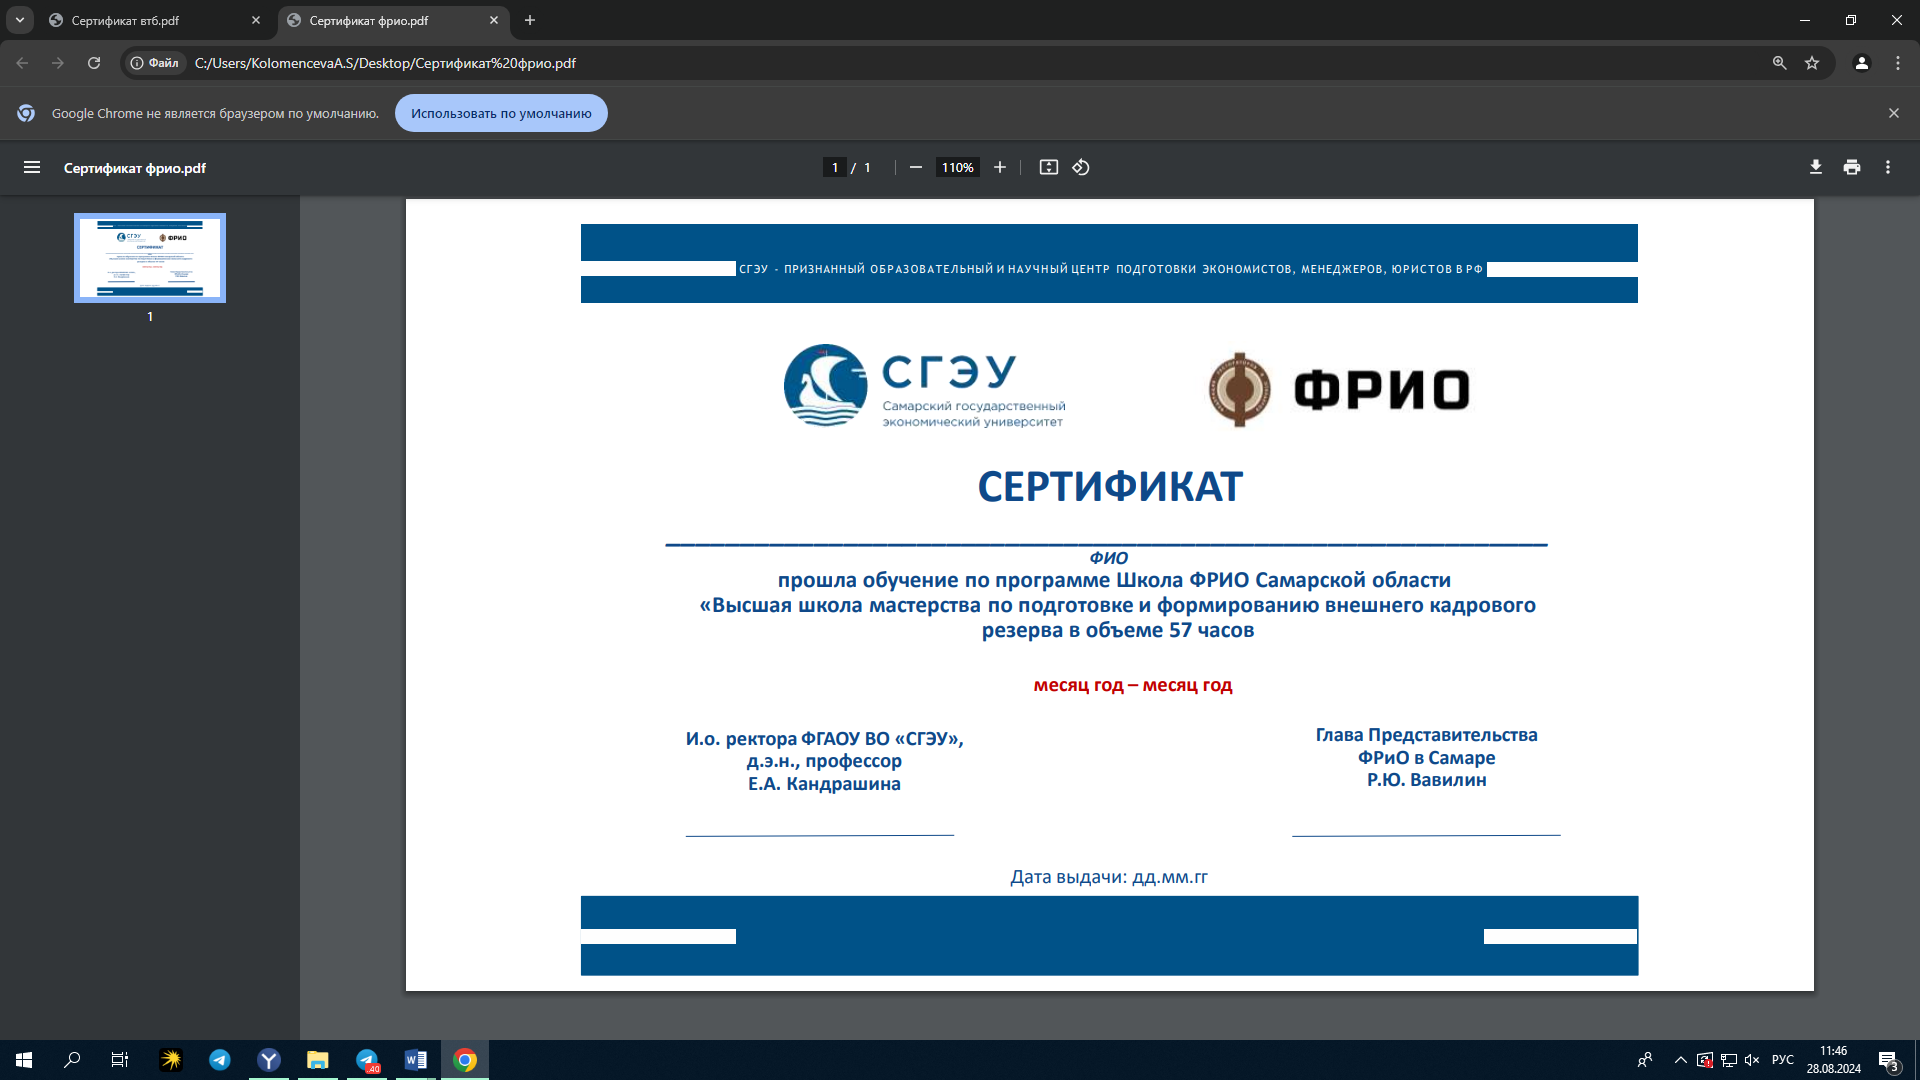 Сертификат втб.pdf
Сертификат фрио.pdf
Файл
C:/Users/KolomencevaA.S/Desktop/Сертификат%20фрио.pdf
Google Chrome не является браузером по умолчанию.
Использовать по умолчанию
Сертификат фрио.pdf
1 / 1
110%
1
СГЭУ - ПРИЗНАННЫЙ ОБРАЗОВАТЕЛЬНЫЙ И НАУЧНЫЙ ЦЕНТР ПОДГОТОВКИ ЭКОНОМИСТОВ, МЕНЕДЖЕРОВ, ЮРИСТОВ В РФ
СГЭУ
Самарский государственный
экономический университет
ФРИО
СЕРТИФИКАТ
ФИО
прошла обучение по программе Школа ФРИО Самарской области
«Высшая школа мастерства по подготовке и формированию внешнего кадрового
резерва в объеме 57 часов
месяц год – месяц год
И.о. ректора ФГАОУ ВО «СГЭУ»,
д.э.н., профессор
Е.А. Кандрашина
Глава Представительства
ФРиО в Самаре
Р.Ю. Вавилин
Дата выдачи: дд.мм.гг
40
РУС
11:46
28.08.2024
3